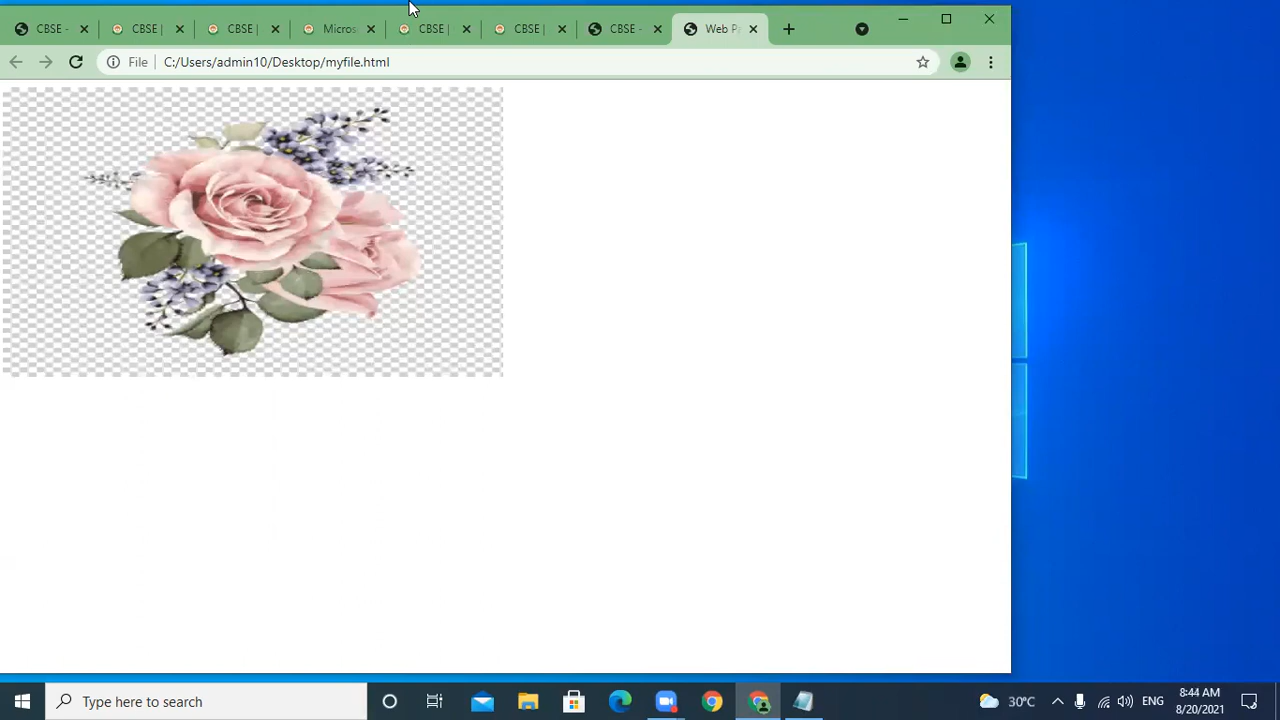 CBSE -
CBSE |
CBSE |
Micros
CBSE |
CBSE |
CBSE -
Web P
File
C:/Users/admin10/Desktop/myfile.html
Type here to search
30°C
ENG
8:44 AM
8/20/2021